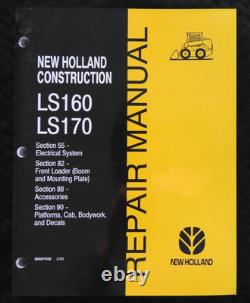 NEW HOLLAND
CONSTRUCTION
LS160
LS170
Section 55 -
Electrical System
Section 82 -
Front Loader (Boom
and Mounting Plate)
Section 88 -
Accessories
Section 90 -
Platforms, Cab, Bodywork,
and Decals
REPAIR MANUAL
NEW HOLLAND